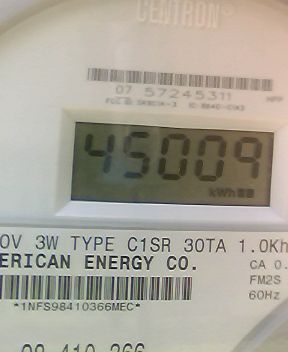 CENTRON®
07 57245311
45009
kWh
0V 3W TYPE C1SR 30TA 1.0Kh
ERICAN ENERGY CO.
CA 0.
FM2S
60Hz
*1NFS98410366MEC*
98 410 366